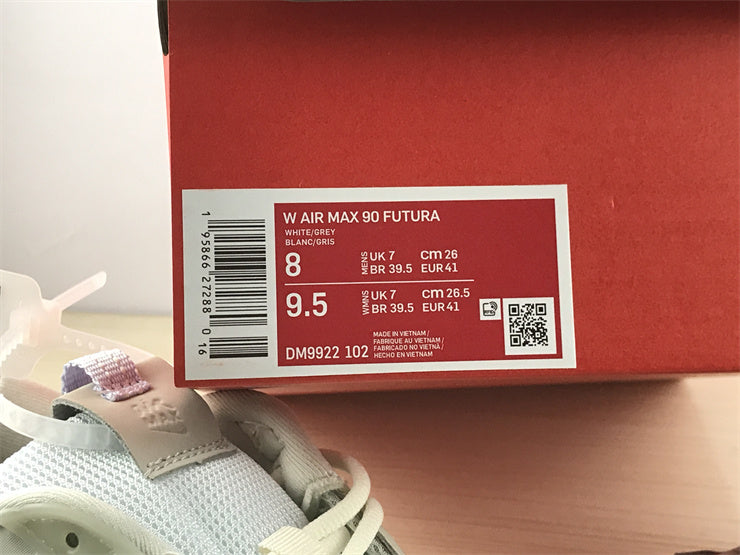 W AIR MAX 90 FUTURA
WHITE/GREY
BLANC/GRIS
8
MENS
UK 7 cm 26
BR 39.5 EUR 41
9.5
WMNS
UK 7 cm 26.5
BR 39.5 EUR 41
DM9922 102
MADE IN VIETNAM /
FABRIQUE AU VIETNAM /
FABRICADO NO VIETNÃ /
HECHO EN VIETNAM
1 95866 27288 0 16